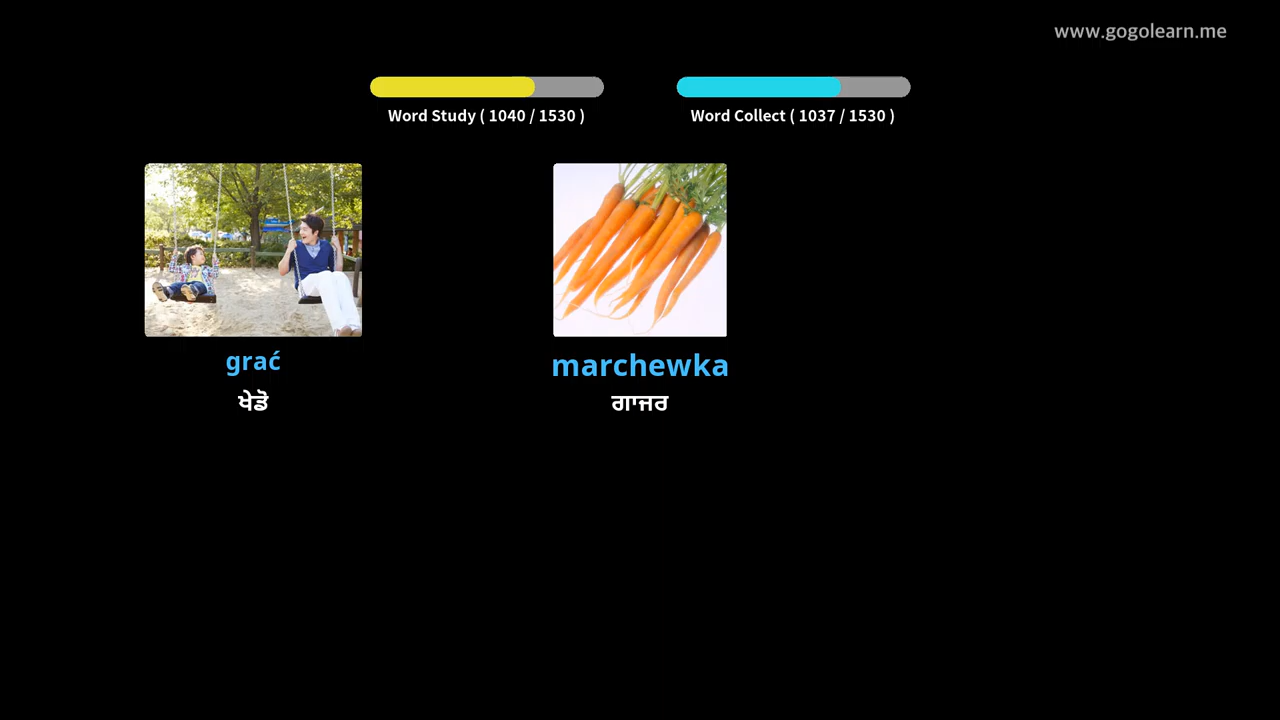 www.gogolearn.me
Word Study ( 1040 / 1530 )
Word Collect ( 1037 / 1530 )
grać
ਖੇਡੋ
marchewka
ਗਾਜਰ